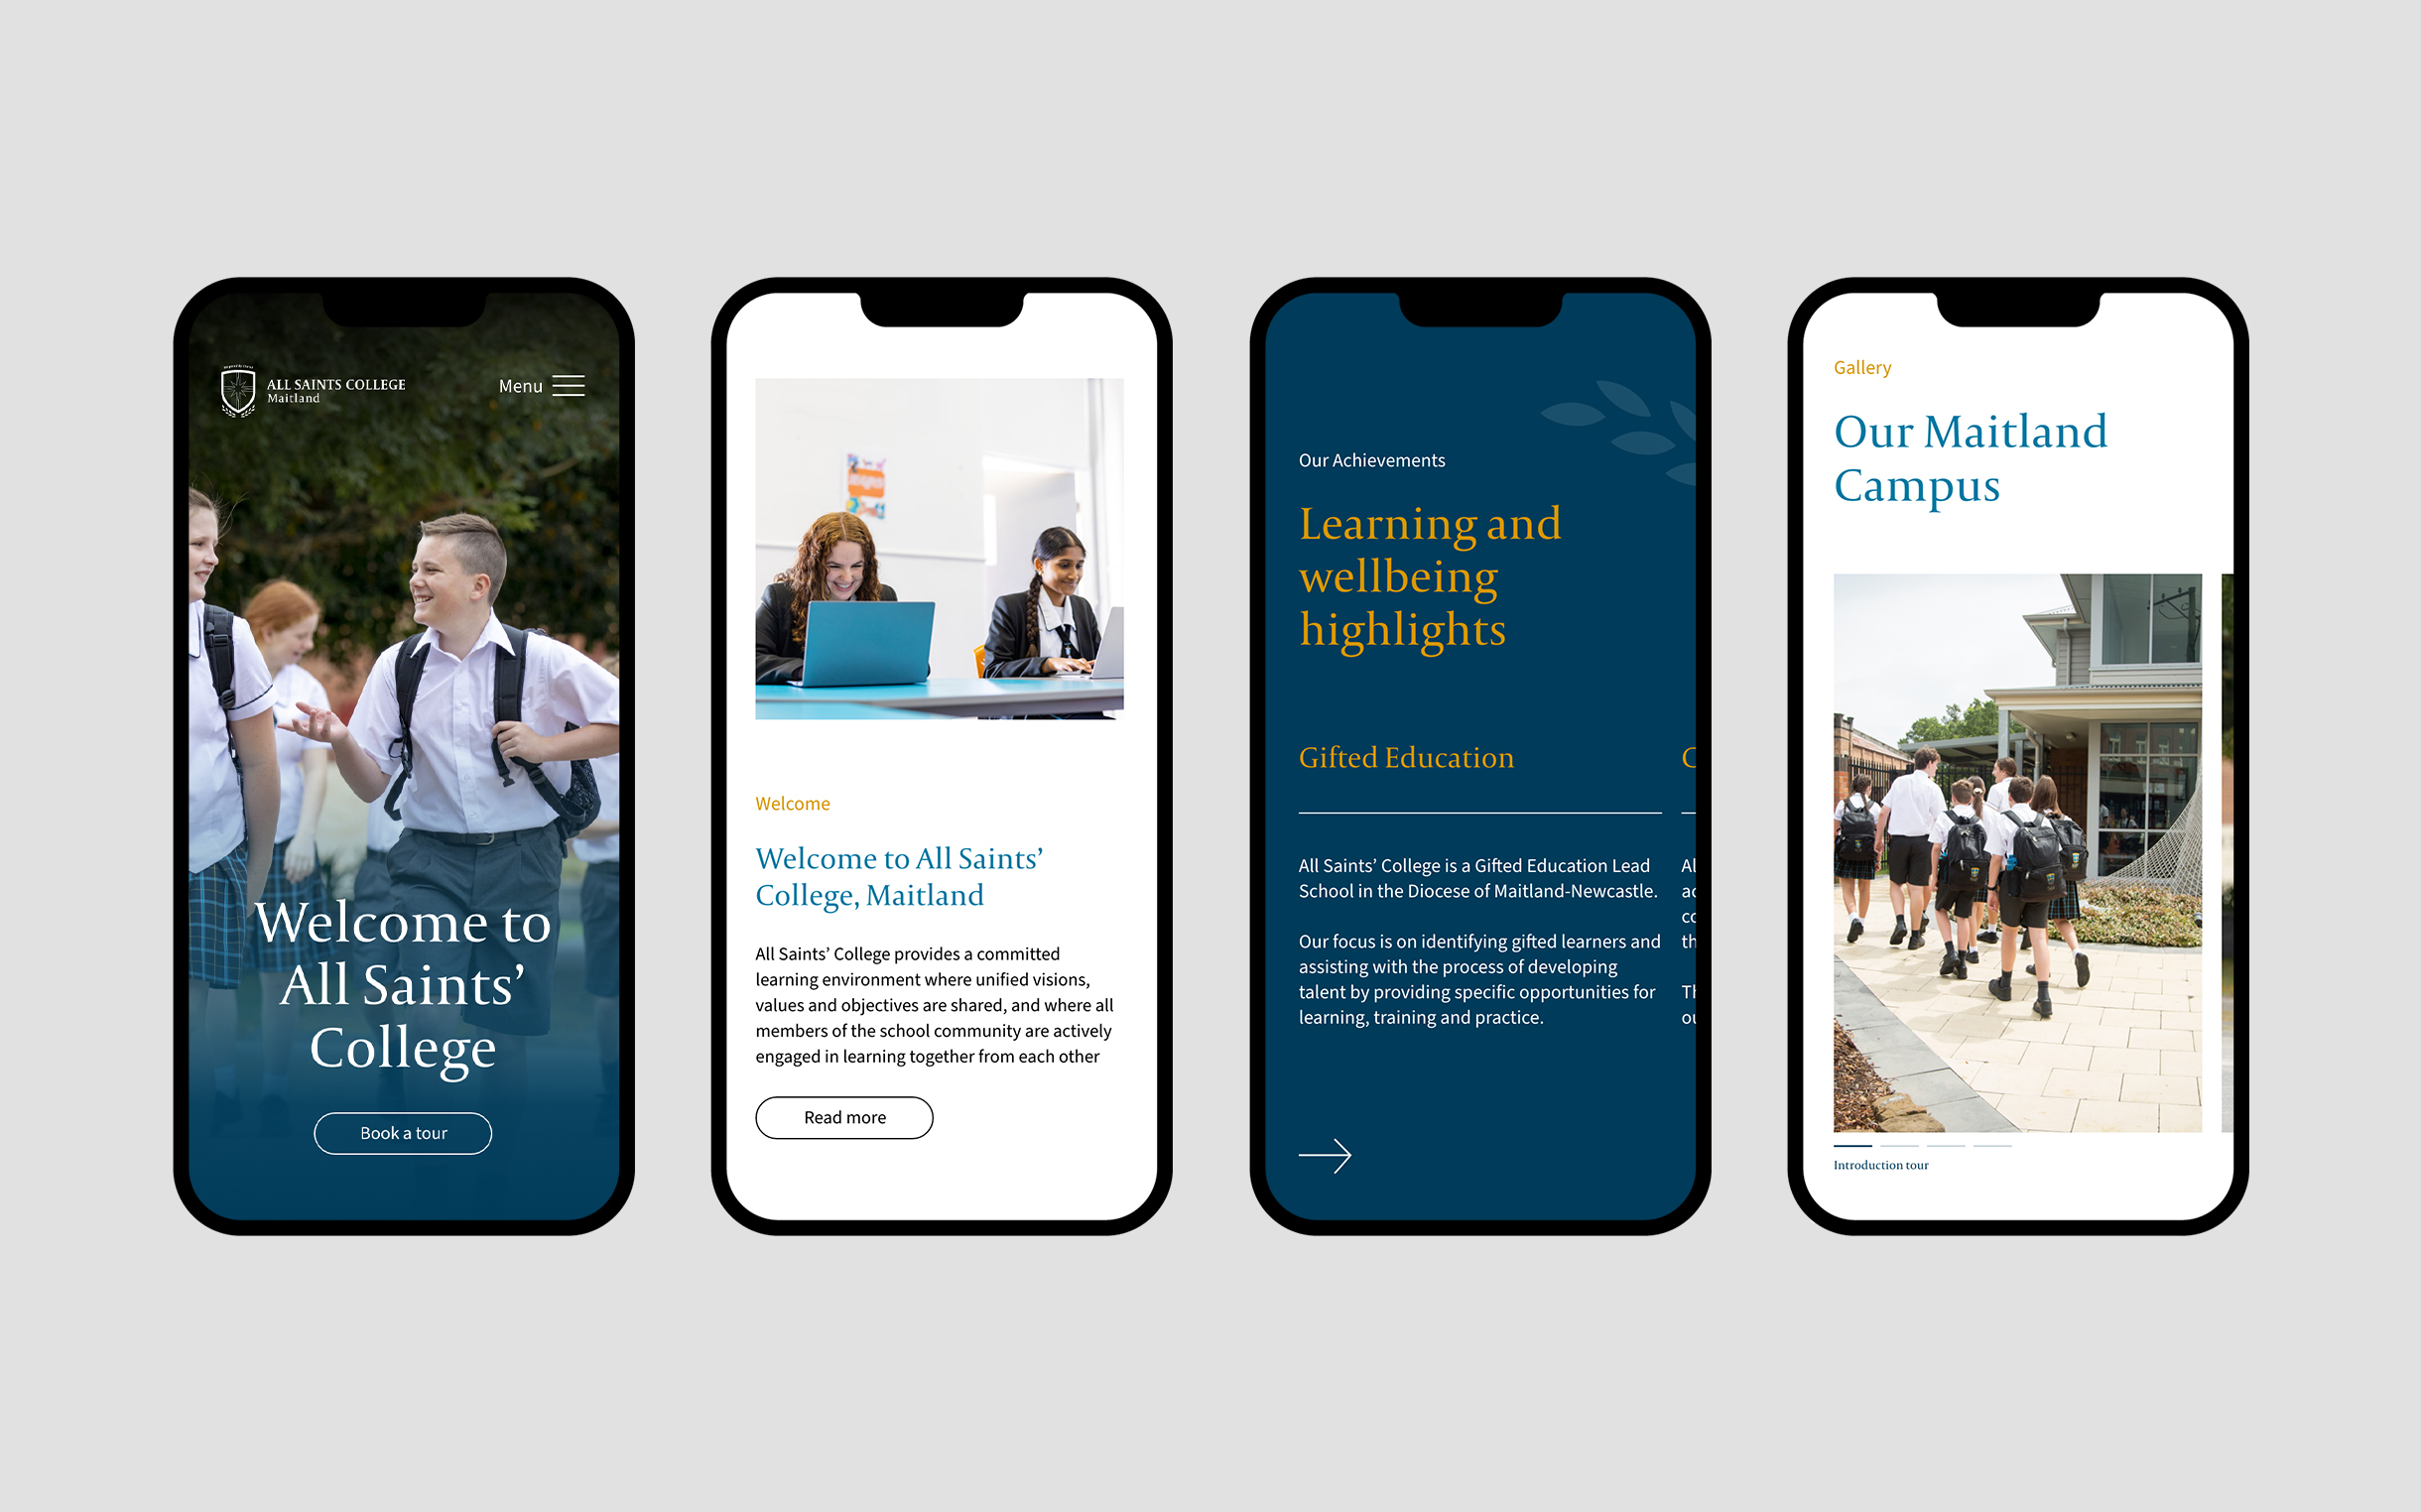 ALL SAINTS COLLEGE
Maitland
Menu
Welcome to
All Saints’
College
Book a tour
Welcome
Welcome to All Saints’
College, Maitland
All Saints’ College provides a committed
learning environment where unified visions,
values and objectives are shared, and where all
members of the school community are actively
engaged in learning together from each other
Read more
Our Achievements
Learning and
wellbeing
highlights
Gifted Education
All Saints’ College is a Gifted Education Lead
School in the Diocese of Maitland-Newcastle.
Our focus is on identifying gifted learners and
assisting with the process of developing
talent by providing specific opportunities for
learning, training and practice.
Gallery
Our Maitland
Campus
Introduction tour